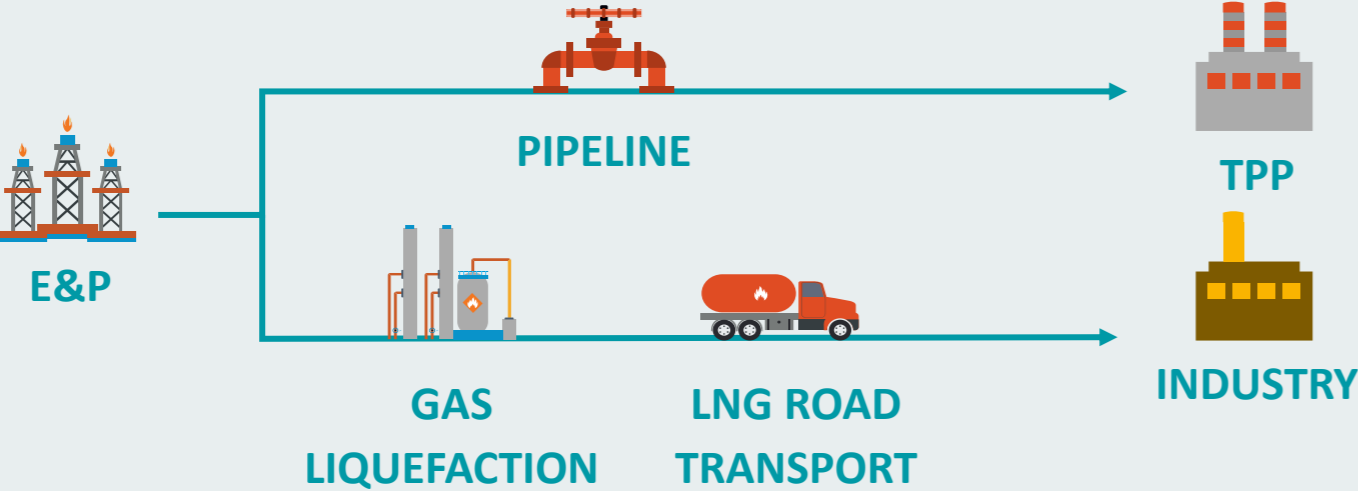 PIPELINE
TPP
E&P
GAS
LIQUEFACTION
LNG ROAD
TRANSPORT
INDUSTRY